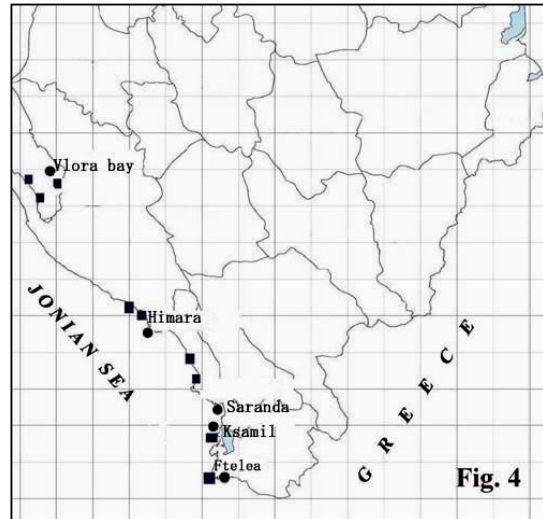 Vlora bay
Himara
JONIAN SEA
Saranda
Ksamil
Ftelea
GREECE
Fig. 4